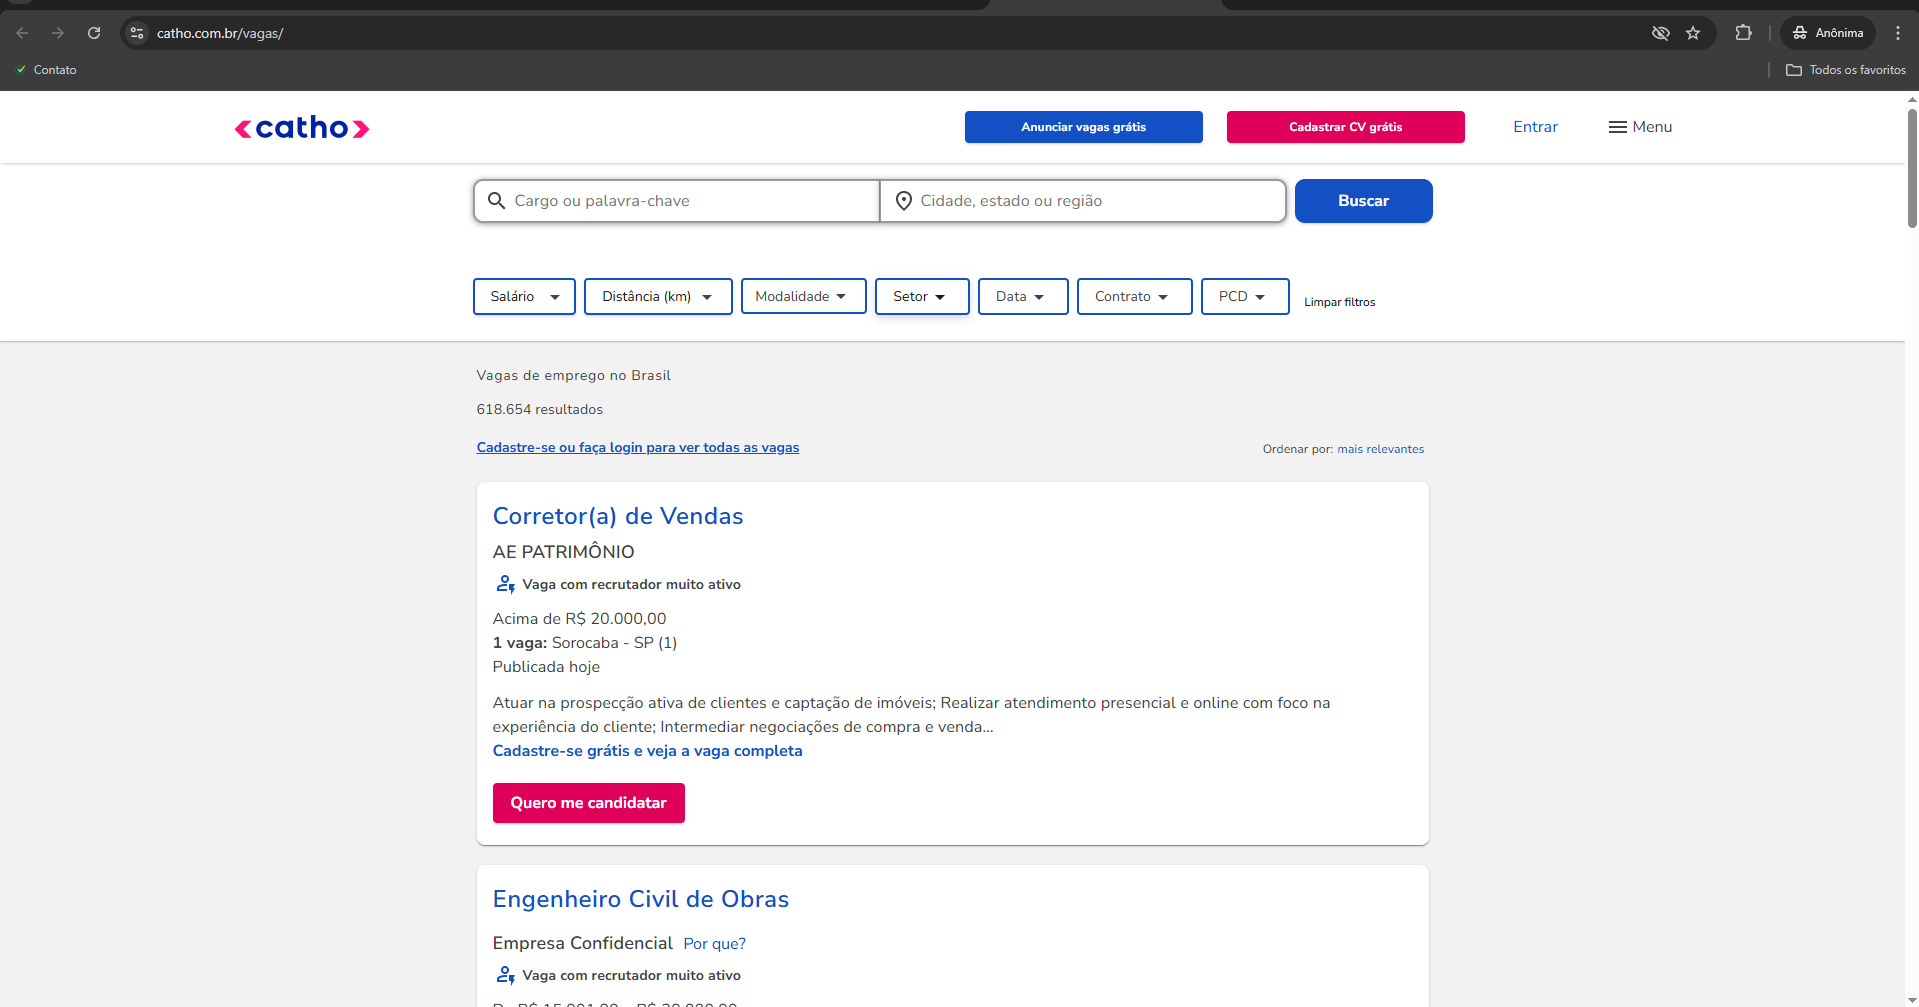 catho.com.br/vagas/
Anônima
Contato
Todos os favoritos
catho
Anunciar vagas grátis
Cadastrar CV grátis
Entrar
Menu
Cargo ou palavra-chave
Cidade, estado ou região
Buscar
Salário
Distância (km)
Modalidade
Setor
Data
Contrato
PCD
Limpar filtros
Vagas de emprego no Brasil
618.654 resultados
Cadastre-se ou faça login para ver todas as vagas
Ordenar por: mais relevantes
Corretor(a) de Vendas
AE PATRIMÔNIO
Vaga com recrutador muito ativo
Acima de R$ 20.000,00
1 vaga: Sorocaba - SP (1)
Publicada hoje
Atuar na prospecção ativa de clientes e captação de imóveis; Realizar atendimento presencial e online com foco na
experiência do cliente; Intermediar negociações de compra e venda...
Cadastre-se grátis e veja a vaga completa
Quero me candidatar
Engenheiro Civil de Obras
Empresa Confidencial Por que?
Vaga com recrutador muito ativo